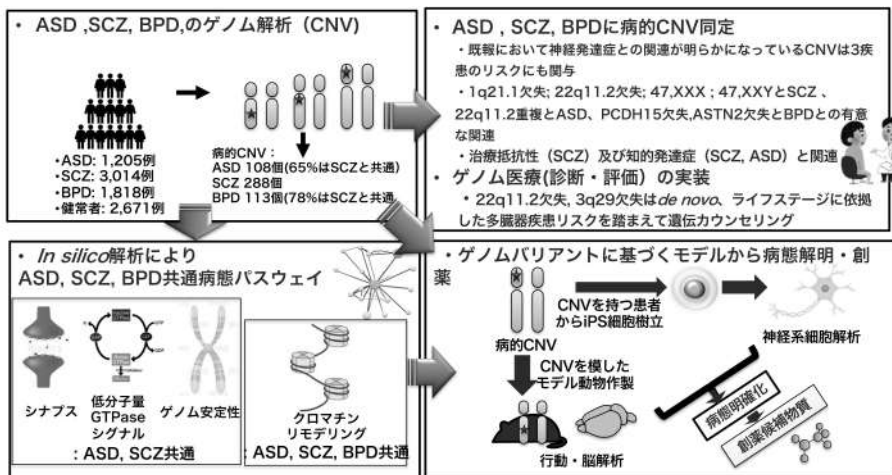 ・ ASD ,SCZ, BPD,のゲノム解析（CNV）
・ASD: 1,205例
・SCZ: 3,014例
・BPD: 1,818例
・健常者: 2,671例
病的CNV：
ASD 108個(65%はSCZと共通)
SCZ 288個
BPD 113個(78%はSCZと共通
・ ASD, SCZ, BPDに病的CNV同定
・既報において神経発達症との関連が明らかになっているCNVは3疾
患のリスクにも関与
・1q21.1欠失; 22q11.2欠失; 47,XXX ; 47,XXYとSCZ 、
22q11.2重複とASD、PCDH15欠失,ASTN2欠失とBPDとの有意
な関連
・治療抵抗性（SCZ）及び知的発達症（SCZ, ASD）と関連
・ ゲノム医療(診断・評価）の実装
・22q11.2欠失, 3q29欠失はde novo、ライフステージに依拠
した多臓器疾患リスクを踏まえて遺伝カウンセリング
・ In silico解析により
ASD, SCZ, BPD共通病態パスウェイ
シナプス
低分子量
GTPase
シグナル
ゲノム安定性
: ASD, SCZ共通
クロマチン
リモデリング
: ASD, SCZ, BPD共通
・ゲノムバリアントに基づくモデルから病態解明・創
薬
病的CNV
CNVを持つ患者
からiPS細胞樹立
神経系細胞解析
CNVを模した
モデル動物作製
行動・脳解析
病態明確化
創薬候補物質